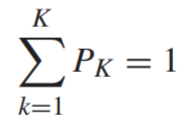 K
∑ P_K = 1
k=1